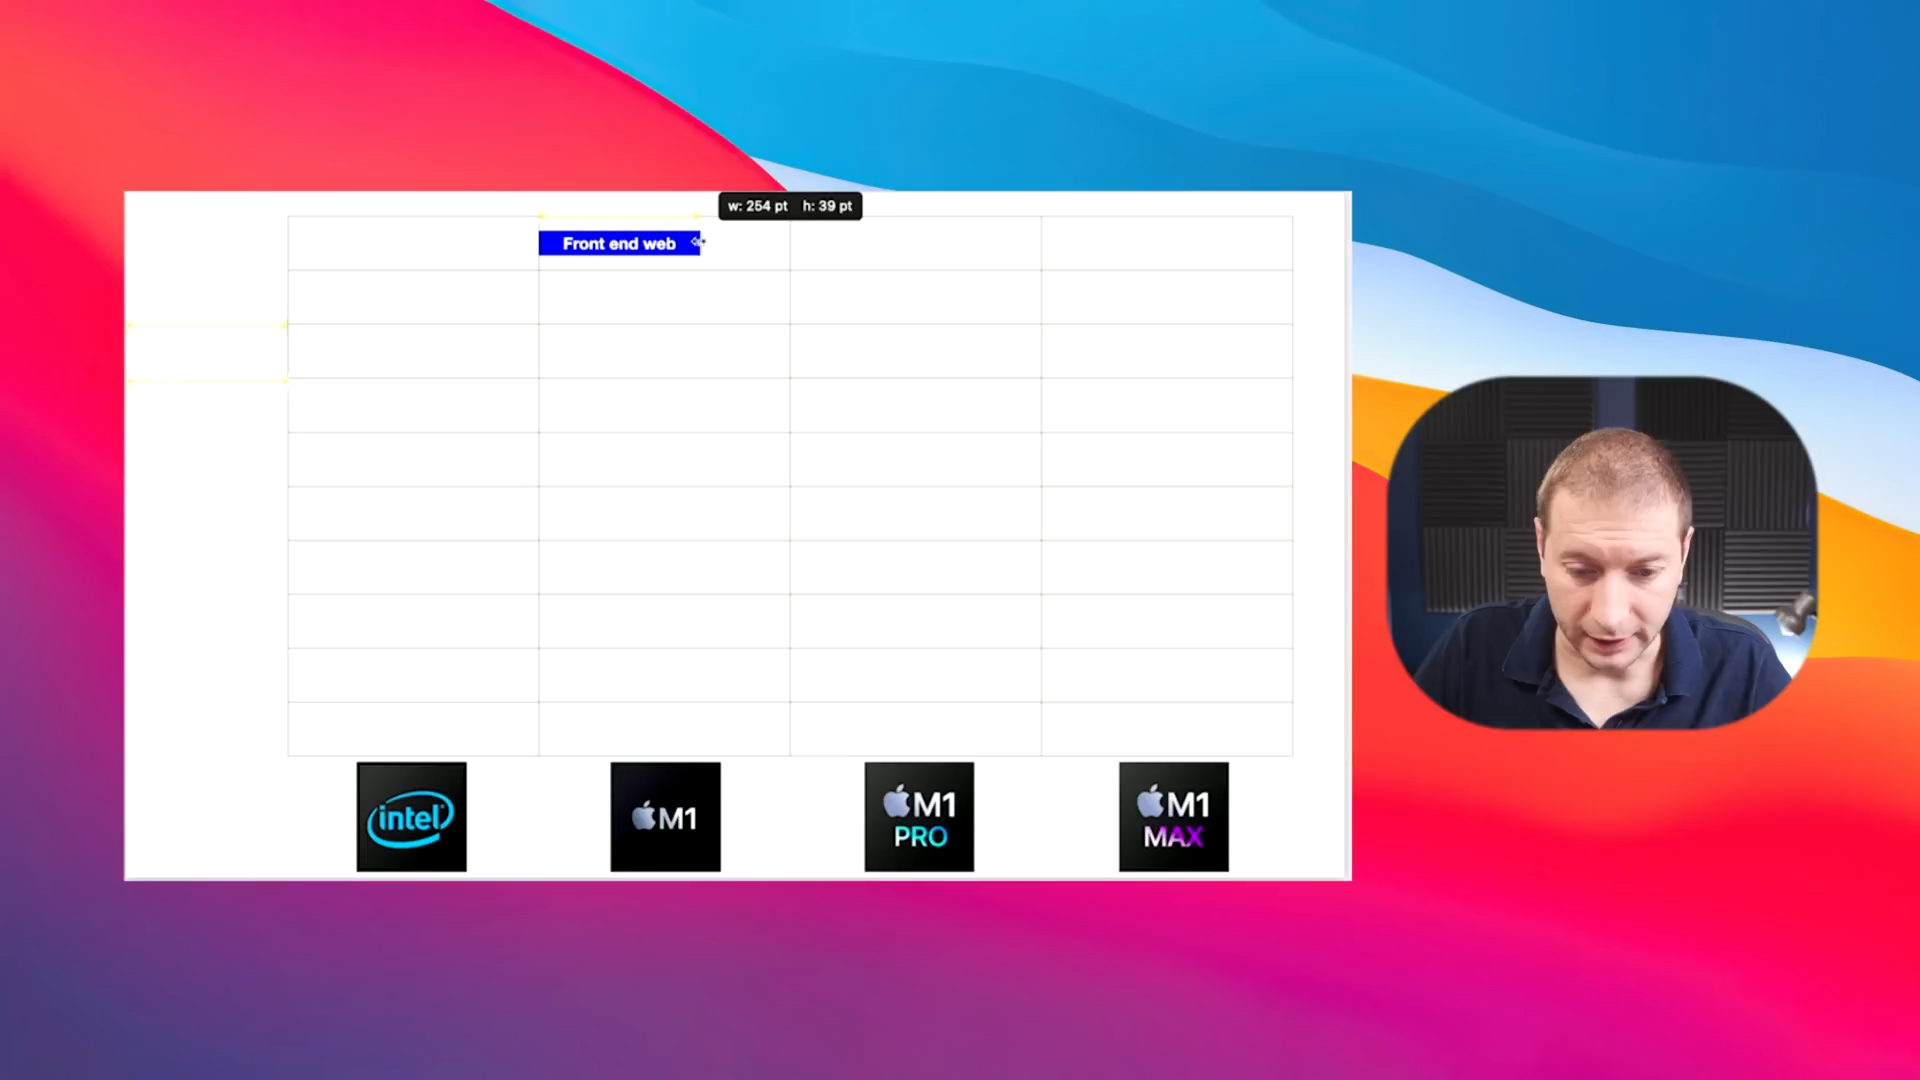 w: 254 pt h: 39 pt
Front end web
intel
M1
M1
PRO
M1
MAX